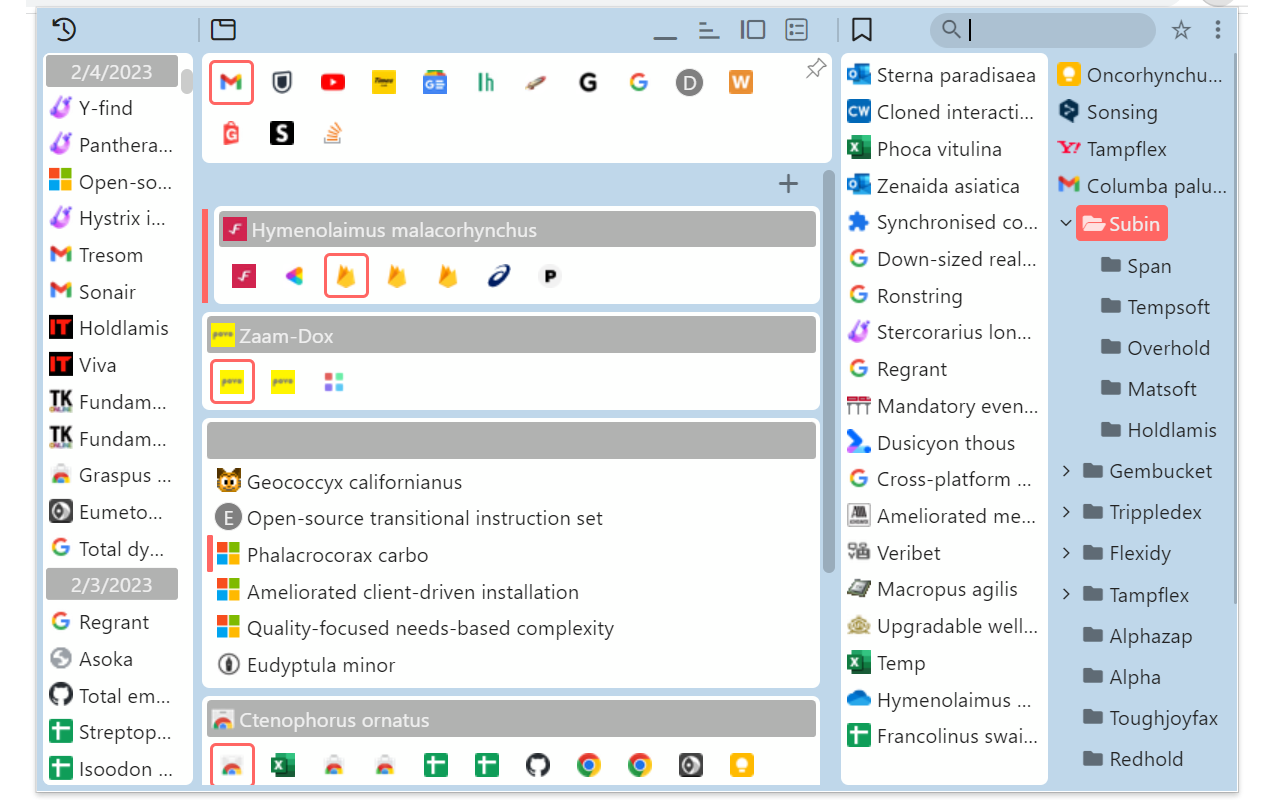 2/4/2023
Y-find
Panthera...
Open-so...
Hystrix i...
Tresom
Sonair
Holdlamis
Viva
Fundam...
Fundam...
Graspus ...
Eumeto...
Total dy...
2/3/2023
Regrant
Asoka
Total em...
Streptop...
Isoodon ...
Hymenolaimus malacorhynchus
Zaam-Dox
Geococcyx californianus
E Open-source transitional instruction set
Phalacrocorax carbo
Ameliorated client-driven installation
Quality-focused needs-based complexity
Eudyptula minor
Ctenophorus ornatus
Sterna paradisaea
Cloned interacti...
Phoca vitulina
Zenaida asiatica
Synchronised co...
Down-sized real...
Ronstring
Stercorarius lon...
Regrant
Mandatory even...
Dusicyon thous
Cross-platform ...
Ameliorated me...
Veribet
Macropus agilis
Upgradable well...
Temp
Hymenolaimus ...
Francolinus swai...
Oncorhynchu...
Sonsing
Tampflex
Columba palu...
Subin
Span
Tempsoft
Overhold
Matsoft
Holdlamis
Gembucket
Trippledex
Flexidy
Tampflex
Alphazap
Alpha
Toughjoyfax
Redhold